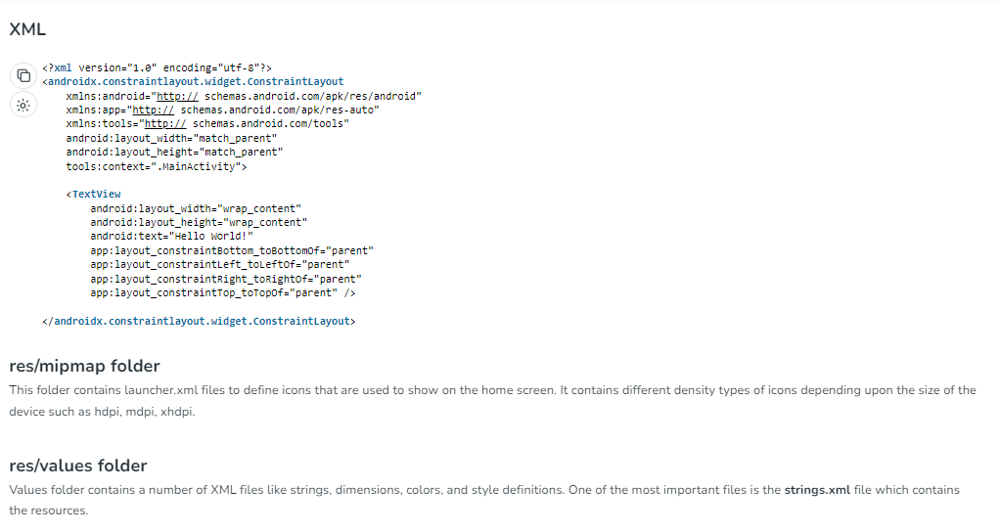 XML
<?xml version="1.0" encoding="utf-8"?>
<androidx.constraintlayout.widget.ConstraintLayout
    xmlns:android="http:// schemas.android.com/apk/res/android"
    xmlns:app="http:// schemas.android.com/apk/res-auto"
    xmlns:tools="http:// schemas.android.com/tools"
    android:layout_width="match_parent"
    android:layout_height="match_parent"
    tools:context=".MainActivity">
    <TextView
        android:layout_width="wrap_content"
        android:layout_height="wrap_content"
        android:text="Hello World!"
        app:layout_constraintBottom_toBottomOf="parent"
        app:layout_constraintLeft_toLeftOf="parent"
        app:layout_constraintRight_toRightOf="parent"
        app:layout_constraintTop_toTopOf="parent" />
</androidx.constraintlayout.widget.ConstraintLayout>
res/mipmap folder
This folder contains launcher.xml files to define icons that are used to show on the home screen. It contains different density types of icons depending upon the size of the
device such as hdpi, mdpi, xhdpi.
res/values folder
Values folder contains a number of XML files like strings, dimensions, colors, and style definitions. One of the most important files is the strings.xml file which contains
the resources.